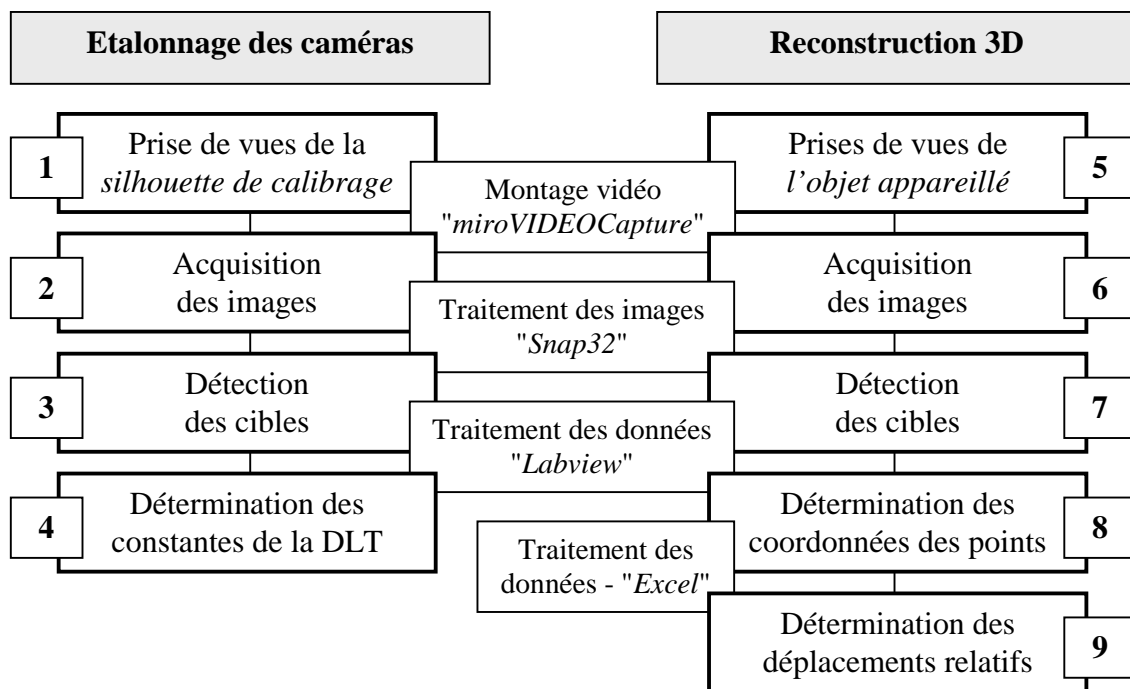 Etalonnage des caméras
Reconstruction 3D
1
Prise de vues de la
silhouette de calibrage
Montage vidéo
"miroVIDEOCapture"
Prises de vues de
l’objet appareillé
5
2
Acquisition
des images
Traitement des images
"Snap32"
Acquisition
des images
6
3
Détection
des cibles
Traitement des données
"Labview"
Détection
des cibles
7
4
Détermination des
constantes de la DLT
Traitement des
données - "Excel"
Détermination des
coordonnées des points
8
Détermination des
déplacements relatifs
9